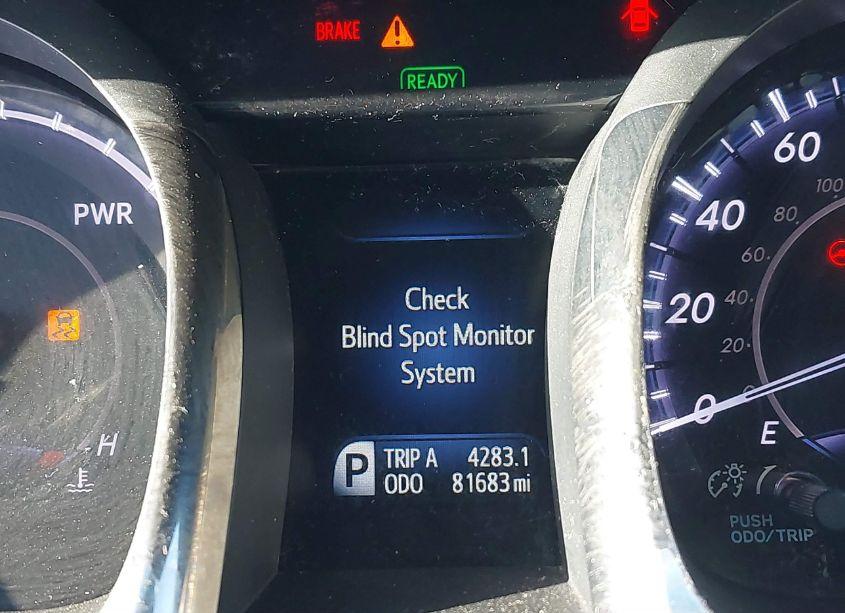 BRAKE
READY
PWR
Check
Blind Spot Monitor
System
P
TRIP A 4283.1
ODO 81683 mi
H
60
40
20
0
100
80
60
40
20
0
E
PUSH
ODO/TRIP